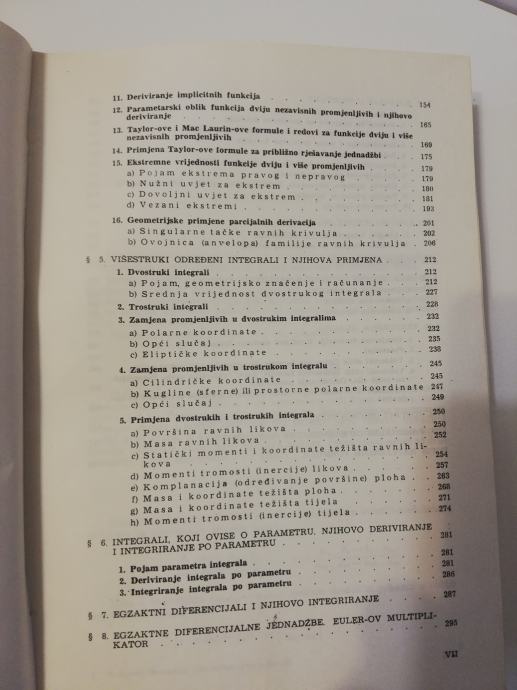 11. Deriviranje implicitnih funkcija . . . . . . . . . . 154
12. Parametarski oblik funkcija dviju nezavisnih promjenljivih i njihovo
deriviranje . . . . . . . . . . 165
13. Taylor-ove i Mac Laurin-ove formule i redovi za funkcije dviju i više
nezavisnih promjenljivih . . . . . . . . 169
14. Primjena Taylor-ove formule za približno rješavanje jednadžbi . . . 175
15. Ekstremne vrijednosti funkcije dviju i više promjenljivih . . . . 179
a) Pojam ekstrema pravog i nepravog . . . . 179
b) Nužni uvjet za ekstrem . . . . . . 180
c) Dovoljni uvjet za ekstrem . . . . . 181
d) Vezani ekstremi . . . . . . . 193
16. Geometrijske primjene parcijalnih derivacija . . . . . 201
a) Singularne tačke ravnih krivulja . . . . 202
b) Ovojnica (anvelopa) familije ravnih krivulja . 206
§ 5. VIŠESTRUKI ODREĐENI INTEGRALI I NJIHOVA PRIMJENA . . . 212
1. Dvostruki integrali . . . . . . . . . 212
a) Pojam, geometrijsko značenje i računanje . . . 212
b) Srednja vrijednost dvostrukog integrala . . . 227
2. Trostruki integrali . . . . . . . . . 228
3. Zamjena promjenljivih u dvostrukim integralima . . . . . 232
a) Polarne koordinate . . . . . . . 232
b) Opći slučaj . . . . . . . . 235
c) Eliptičke koordinate . . . . . . 238
4. Zamjena promjenljivih u trostrukom integralu . . . . . 245
a) Cilindričke koordinate . . . . . . 245
b) Kugline (sferne) ili prostorne polarne koordinate 247
c) Opći slučaj . . . . . . . . 249
5. Primjena dvostrukih i trostrukih integrala . . . . . 250
a) Površina ravnih likova . . . . . . 250
b) Masa ravnih likova . . . . . . . 252
c) Statički momenti i koordinate težišta ravnih li-
kova . . . . . . . . . 254
d) Momenti tromosti (inercije) likova . . . . 257
e) Komplanacija (određivanje površine) ploha . . 263
f) Masa i koordinate težišta ploha . . . . 268
g) Masa i koordinate težišta tijela . . . . 271
h) Momenti tromosti (inercije) tijela . . . . 274
§ 6. INTEGRALI, KOJI OVISE O PARAMETRU. NJIHOVO DERIVIRANJE
I INTEGRIRANJE PO PARAMETRU . . . . . . . 281
1. Pojam parametra integrala . . . . . . . . 281
2. Deriviranje integrala po parametru . . . . . . 281
3. Integriranje integrala po parametru . . . . . . 286
§ 7. EGZAKTNI DIFERENCIJALI I NJIHOVO INTEGRIRANJE . . . . 287
§ 8. EGZAKTNE DIFERENCIJALNE JEDNADŽBE. EULER-OV MULTIPLI-
KATOR . . . . . . . . . . . 295
VII